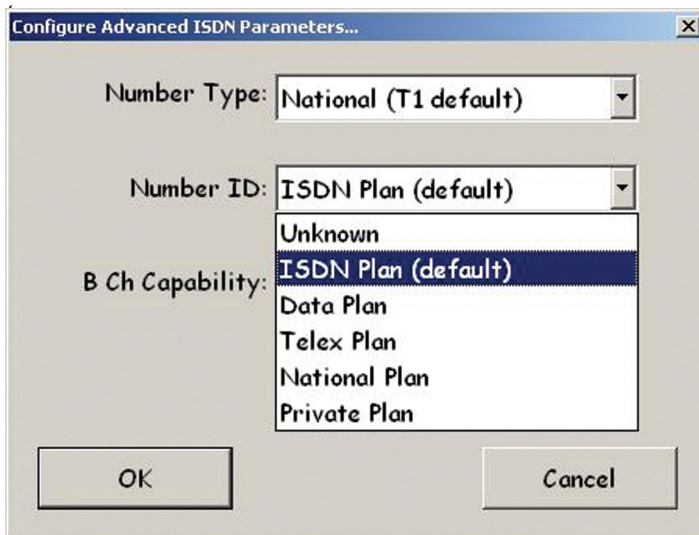 Configure Advanced ISDN Parameters...
Number Type: National (T1 default)
Number ID: ISDN Plan (default)
Unknown
ISDN Plan (default)
B Ch Capability:
Data Plan
Telex Plan
National Plan
Private Plan
OK Cancel